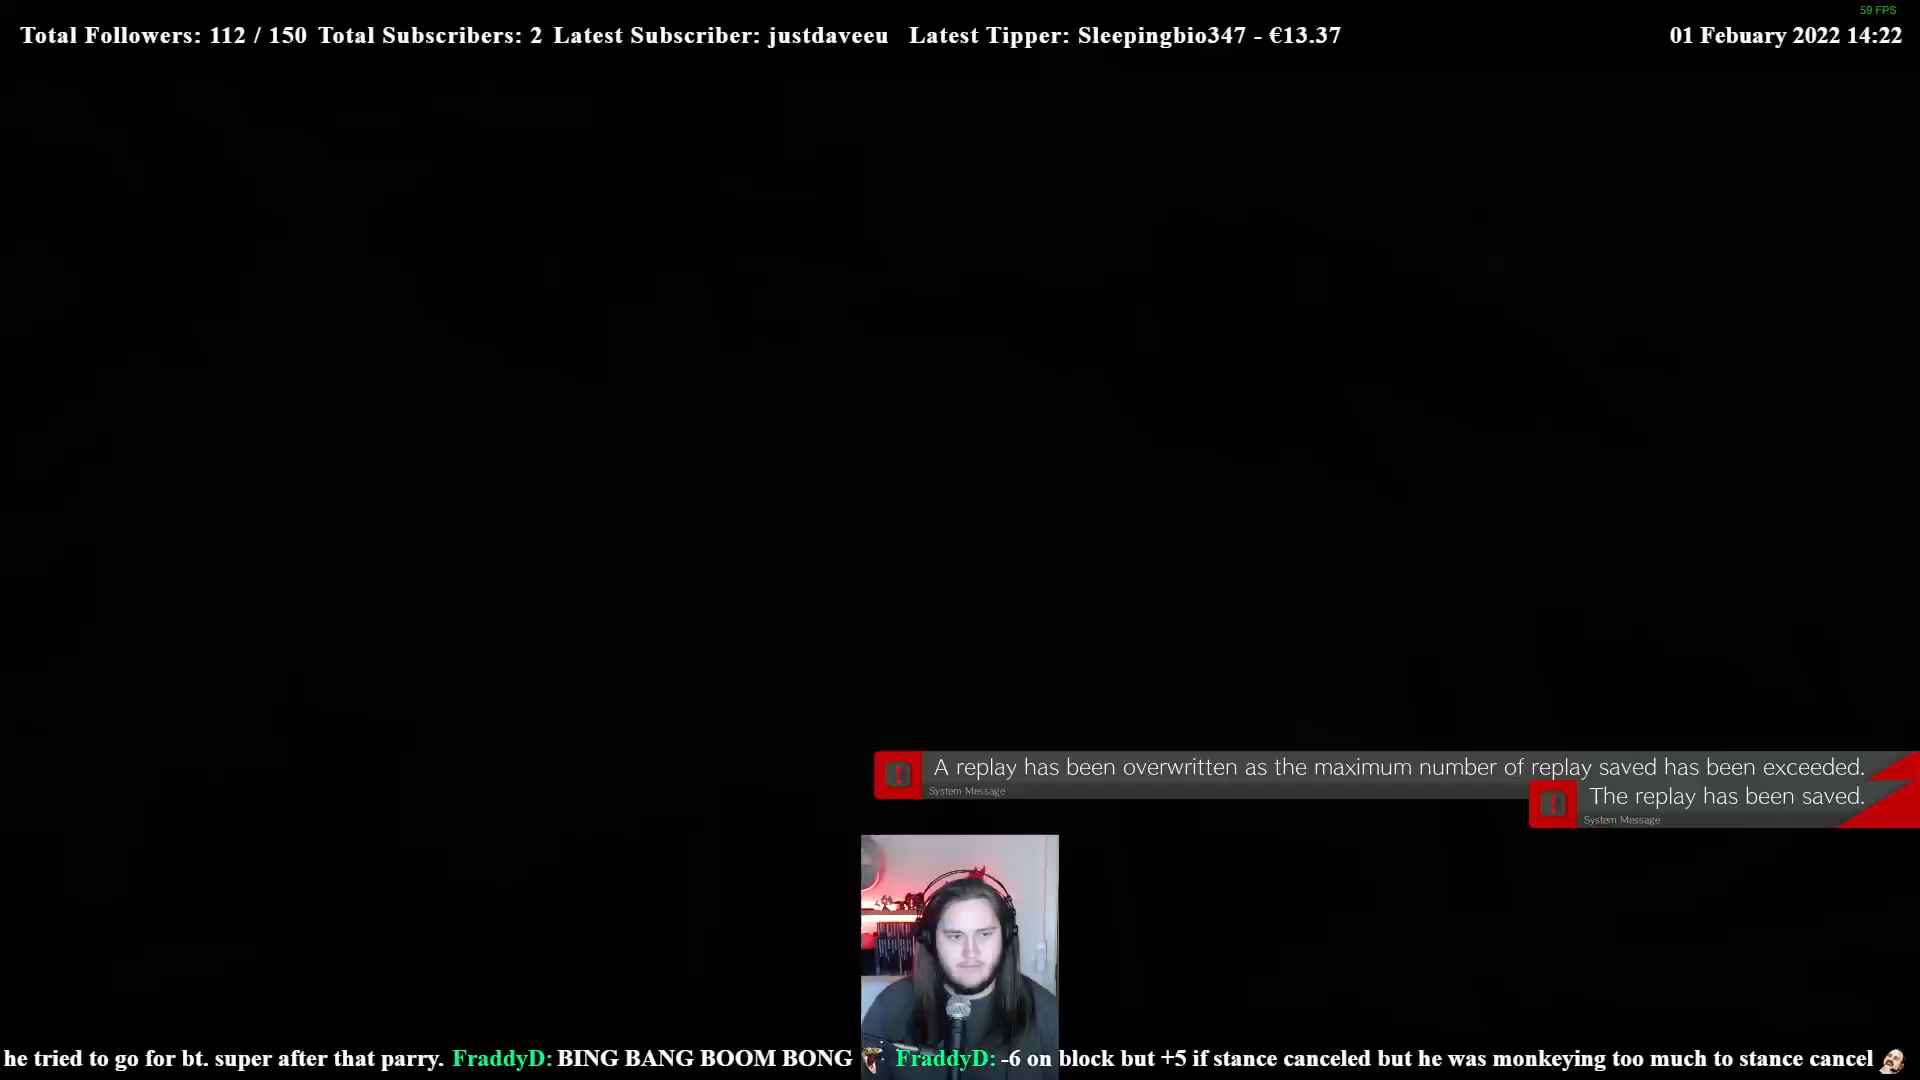 59 FPS
Total Followers: 112 / 150 Total Subscribers: 2 Latest Subscriber: justdaveeu Latest Tipper: Sleepingbio347 - €13.37
01 Febuary 2022 14:22
A replay has been overwritten as the maximum number of replay saved has been exceeded.
System Message
The replay has been saved.
System Message
he tried to go for bt. super after that parry. FraddyD: BING BANG BOOM BONG FraddyD: -6 on block but +5 if stance canceled but he was monkeying too much to stance cancel